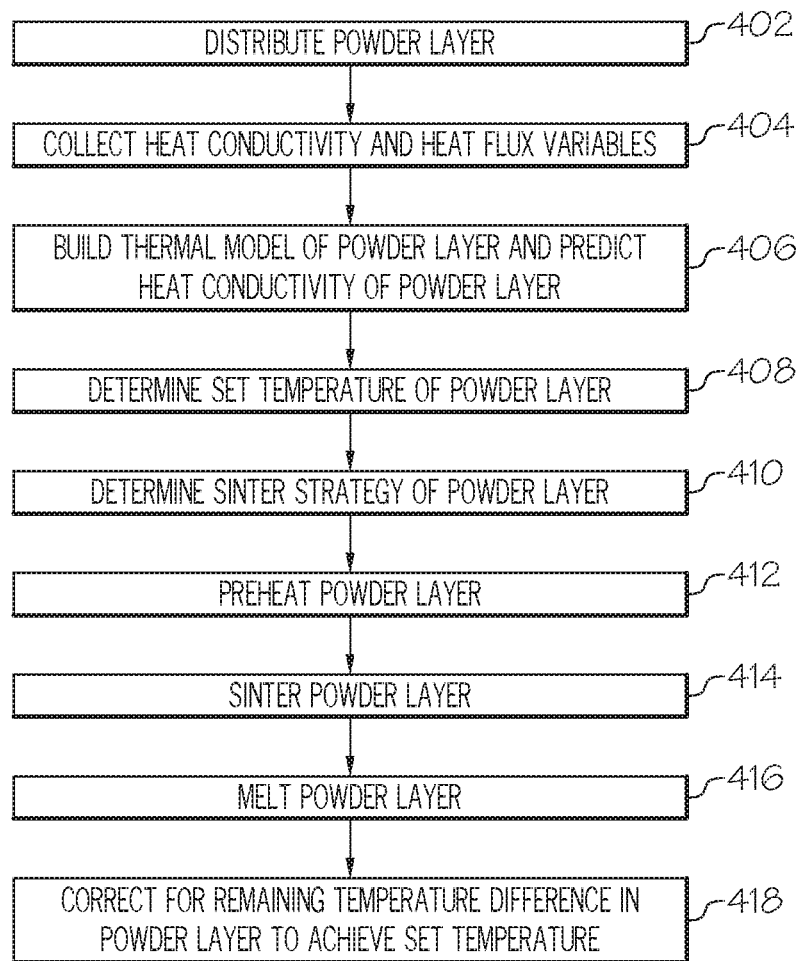 DISTRIBUTE POWDER LAYER
402
COLLECT HEAT CONDUCTIVITY AND HEAT FLUX VARIABLES
404
BUILD THERMAL MODEL OF POWDER LAYER AND PREDICT
HEAT CONDUCTIVITY OF POWDER LAYER
406
DETERMINE SET TEMPERATURE OF POWDER LAYER
408
DETERMINE SINTER STRATEGY OF POWDER LAYER
410
PREHEAT POWDER LAYER
412
SINTER POWDER LAYER
414
MELT POWDER LAYER
416
CORRECT FOR REMAINING TEMPERATURE DIFFERENCE IN
POWDER LAYER TO ACHIEVE SET TEMPERATURE
418